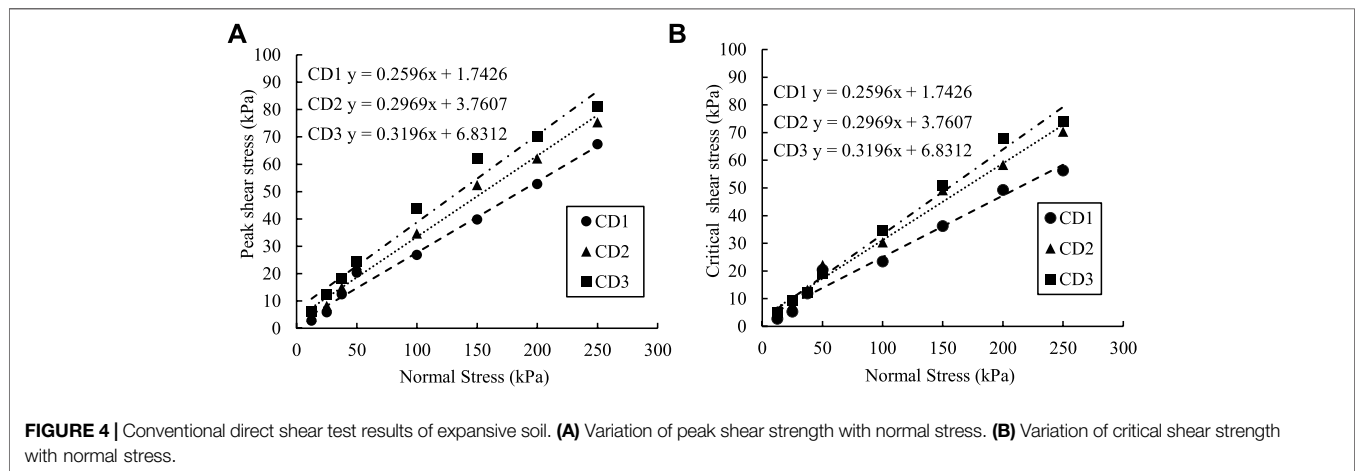 A
Peak shear stress (kPa)
100
90
80
70
60
50
40
30
20
10
0
CD1 y = 0.2596x + 1.7426
CD2 y = 0.2969x + 3.7607
CD3 y = 0.3196x + 6.8312
CD1
CD2
CD3
0 50 100 150 200 250 300
Normal Stress (kPa)
B
Critical shear stress (kPa)
100
90
80
70
60
50
40
30
20
10
0
CD1 y = 0.2596x + 1.7426
CD2 y = 0.2969x + 3.7607
CD3 y = 0.3196x + 6.8312
CD1
CD2
CD3
0 50 100 150 200 250 300
Normal Stress (kPa)
FIGURE 4 | Conventional direct shear test results of expansive soil. (A) Variation of peak shear strength with normal stress. (B) Variation of critical shear strength
with normal stress.